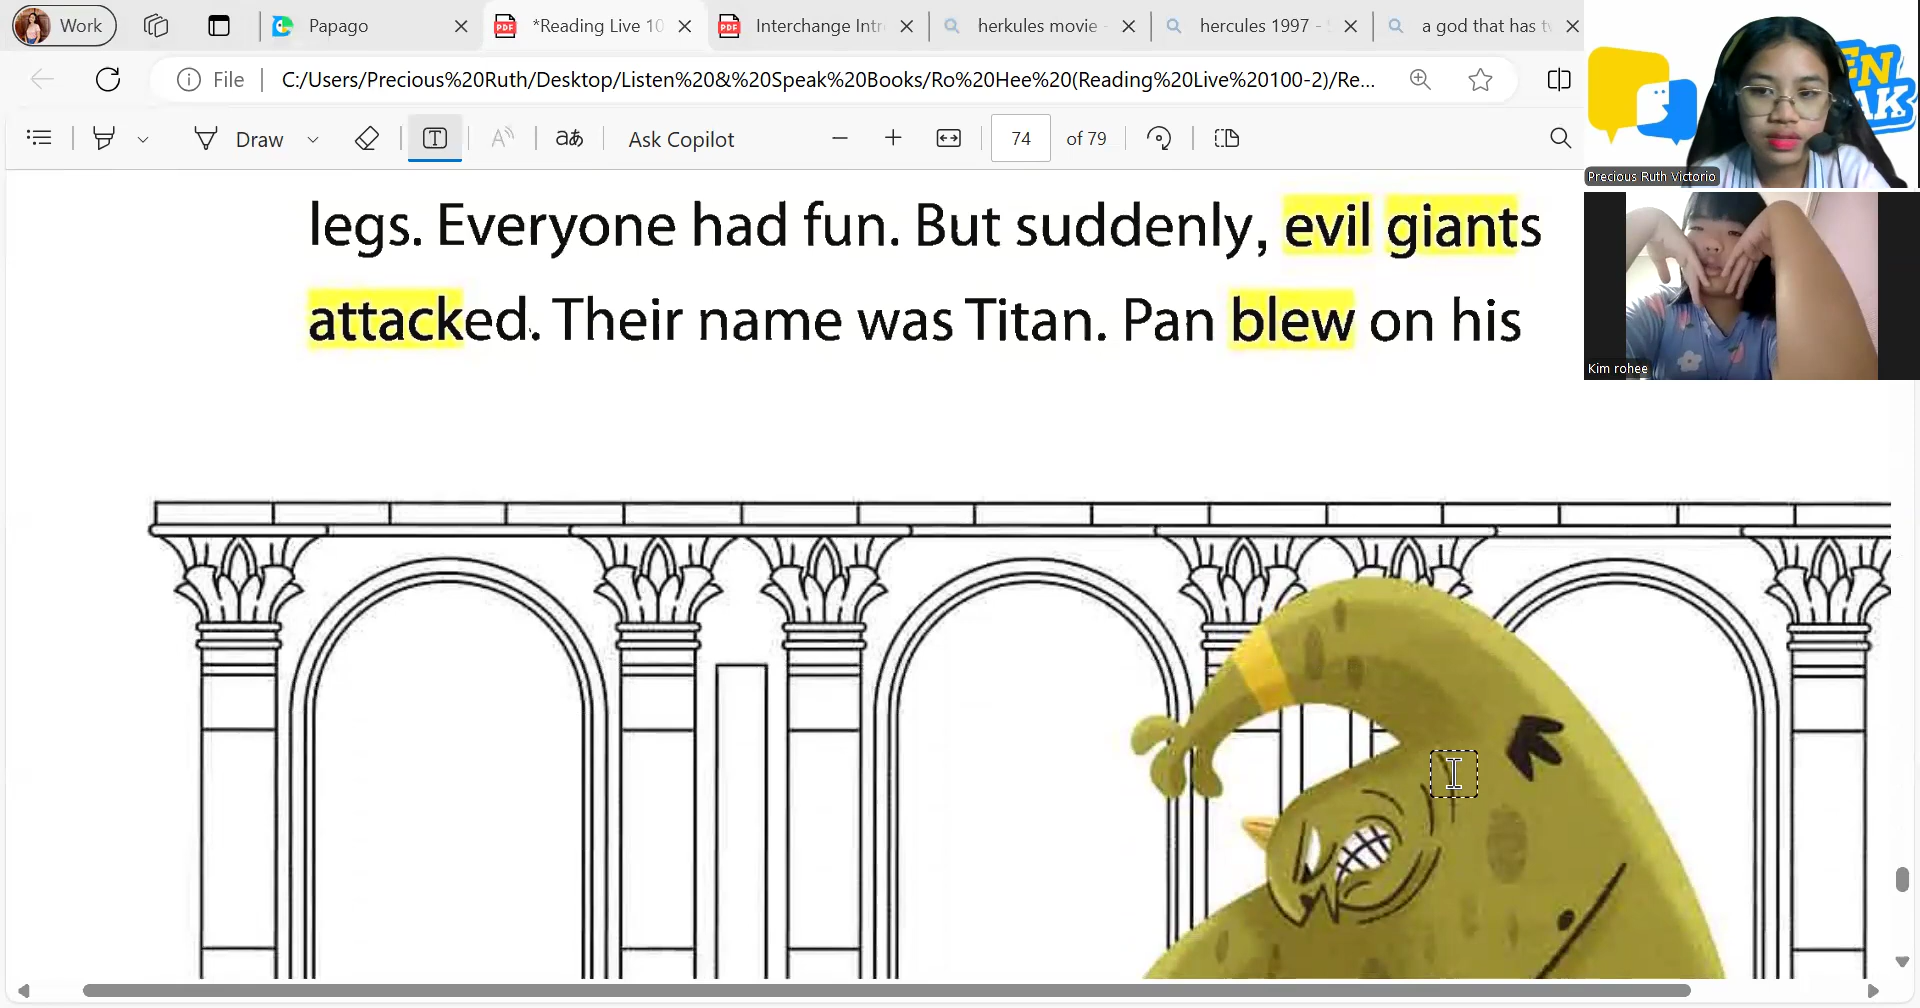 Work
Papago
*Reading Live 10
Interchange Intr
herkules movie -
hercules 1997 -
a god that has tw
File
C:/Users/Precious%20Ruth/Desktop/Listen%20&%20Speak%20Books/Ro%20Hee%20(Reading%20Live%20100-2)/Re...
Draw
Ask Copilot
74 of 79
legs. Everyone had fun. But suddenly, evil giants
attacked. Their name was Titan. Pan blew on his
EN
AK
Precious Ruth Victorio
Kim rohee